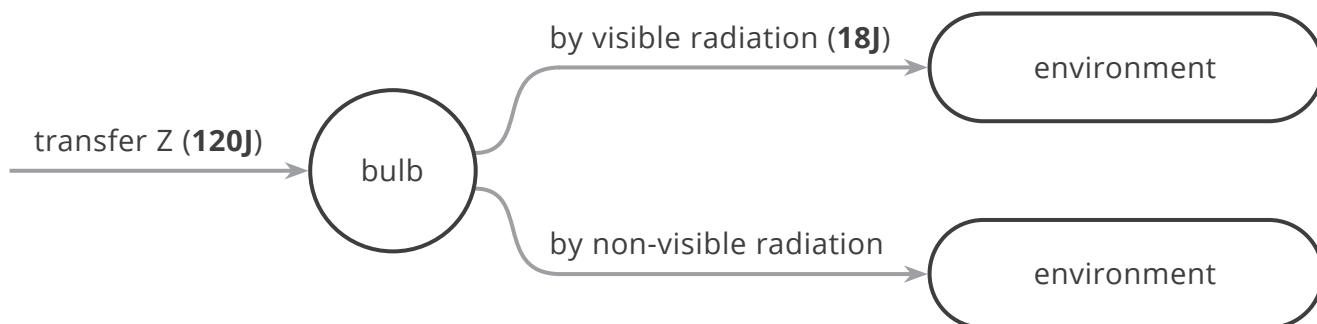 by visible radiation (18J)
environment
transfer Z (120J)
bulb
by non-visible radiation
environment